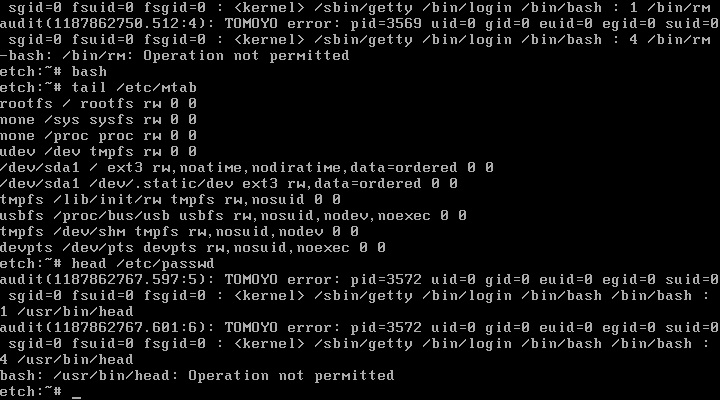 sgid=0 fsuid=0 fsgid=0 : <kernel> /sbin/getty /bin/login /bin/bash : 1 /bin/rm
audit(1187862750.512:4): TOMOYO error: pid=3569 uid=0 gid=0 euid=0 egid=0 suid=0
 sgid=0 fsuid=0 fsgid=0 : <kernel> /sbin/getty /bin/login /bin/bash : 4 /bin/rm
-bash: /bin/rm: Operation not permitted
etch:~# bash
etch:~# tail /etc/mtab
rootfs / rootfs rw 0 0
none /sys sysfs rw 0 0
none /proc proc rw 0 0
udev /dev tmpfs rw 0 0
/dev/sda1 / ext3 rw,noatime,nodiratime,data=ordered 0 0
/dev/sda1 /dev/.static/dev ext3 rw,data=ordered 0 0
tmpfs /lib/init/rw tmpfs rw,nosuid 0 0
usbfs /proc/bus/usb usbfs rw,nosuid,nodev,noexec 0 0
tmpfs /dev/shm tmpfs rw,nosuid,nodev 0 0
devpts /dev/pts devpts rw,nosuid,noexec 0 0
etch:~# head /etc/passwd
audit(1187862767.597:5): TOMOYO error: pid=3572 uid=0 gid=0 euid=0 egid=0 suid=0
 sgid=0 fsuid=0 fsgid=0 : <kernel> /sbin/getty /bin/login /bin/bash /bin/bash :
1 /usr/bin/head
audit(1187862767.601:6): TOMOYO error: pid=3572 uid=0 gid=0 euid=0 egid=0 suid=0
 sgid=0 fsuid=0 fsgid=0 : <kernel> /sbin/getty /bin/login /bin/bash /bin/bash :
4 /usr/bin/head
bash: /usr/bin/head: Operation not permitted
etch:~# _